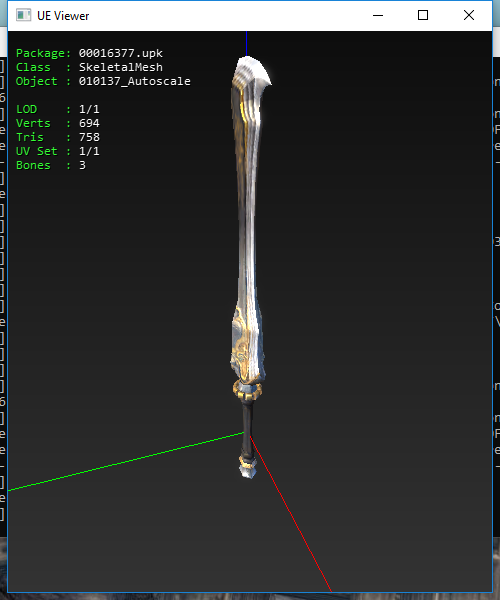 UE Viewer
Package: 00016377.upk
Class : SkeletalMesh
Object : 010137_Autoscale
LOD : 1/1
Verts : 694
Tris : 758
UV Set : 1/1
Bones : 3